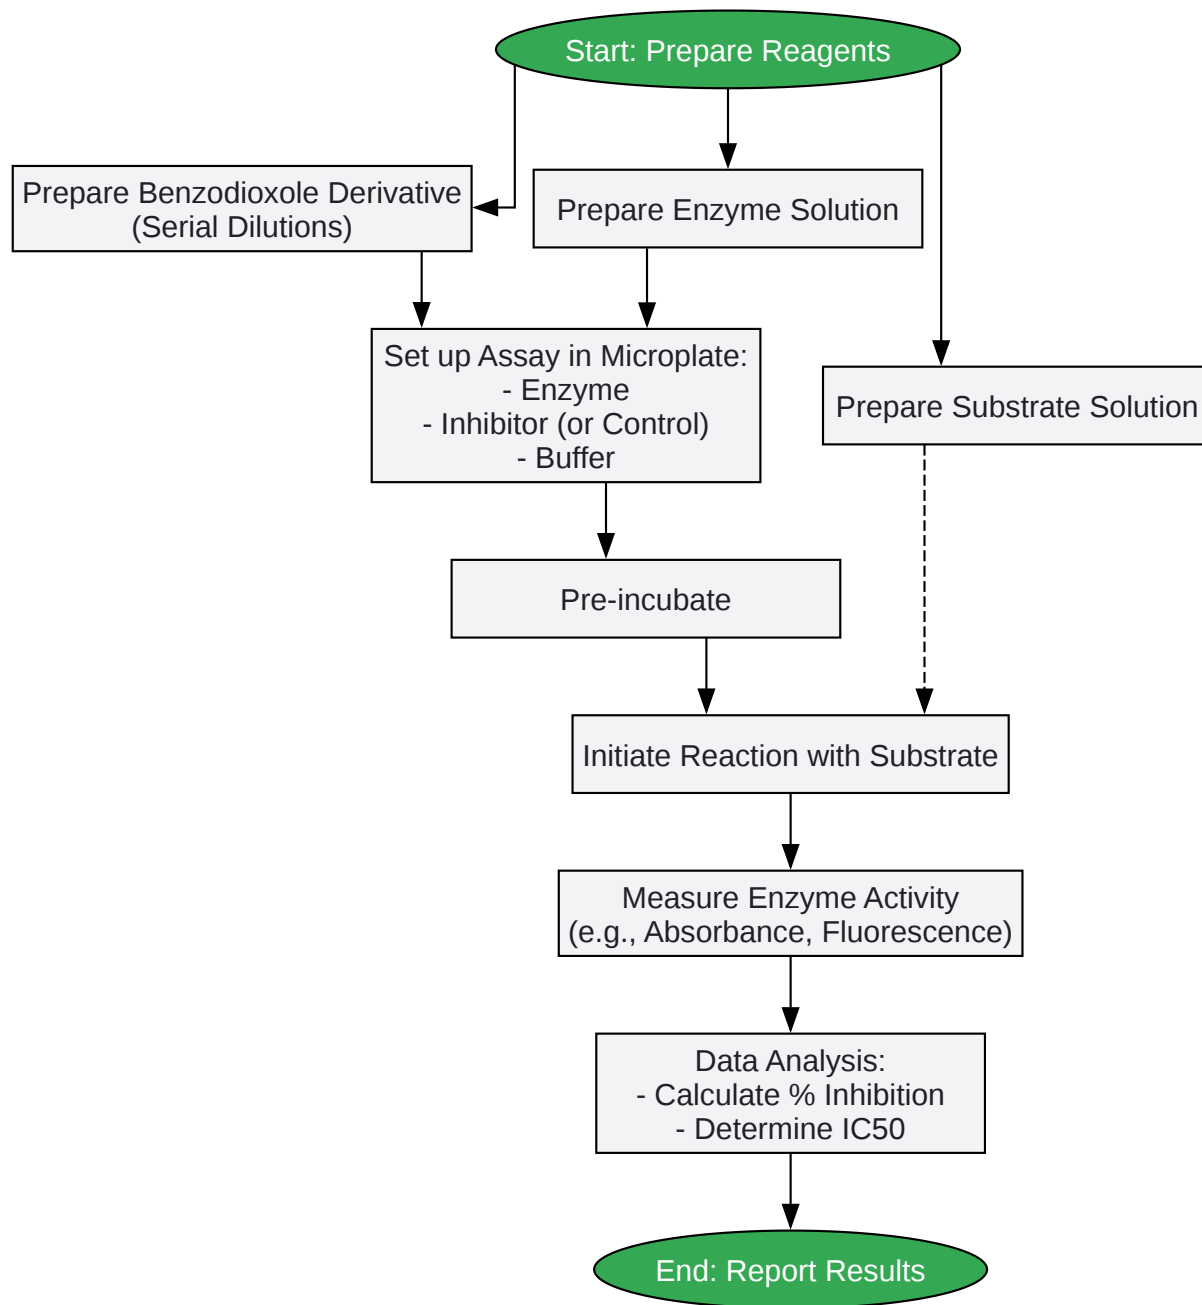 Start: Prepare Reagents
Prepare Benzodioxole Derivative
(Serial Dilutions)
Prepare Enzyme Solution
Set up Assay in Microplate:
- Enzyme
- Inhibitor (or Control)
- Buffer
Prepare Substrate Solution
Pre-incubate
Initiate Reaction with Substrate
Measure Enzyme Activity
(e.g., Absorbance, Fluorescence)
Data Analysis:
- Calculate % Inhibition
- Determine IC50
End: Report Results